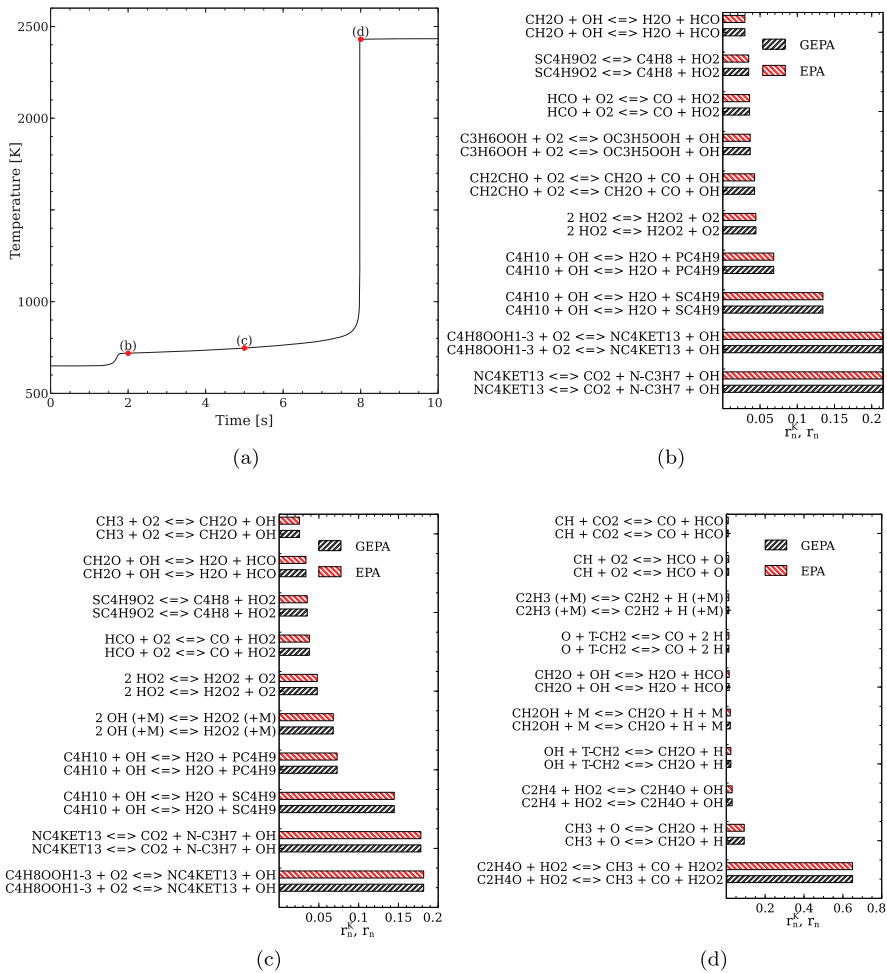 2500
2000
1000
500
Temperature [K]
(b)
(c)
(d)
0
2
4
6
8
10
Time [s]
(a)
CH2O + OH <=> H2O + HCO
CH2O + OH <=> H2O + HCO
SC4H9O2 <=> C4H8 + HO2
SC4H9O2 <=> C4H8 + HO2
HCO + O2 <=> CO + HO2
HCO + O2 <=> CO + HO2
C3H6OOH + O2 <=> OC3H5OOH + OH
C3H6OOH + O2 <=> OC3H5OOH + OH
CH2CHO + O2 <=> CH2O + CO + OH
CH2CHO + O2 <=> CH2O + CO + OH
2 HO2 <=> H2O2 + O2
2 HO2 <=> H2O2 + O2
C4H10 + OH <=> H2O + PC4H9
C4H10 + OH <=> H2O + PC4H9
C4H10 + OH <=> H2O + SC4H9
C4H10 + OH <=> H2O + SC4H9
C4H8OOH1-3 + O2 <=> NC4KET13 + OH
C4H8OOH1-3 + O2 <=> NC4KET13 + OH
NC4KET13 <=> CO2 + N-C3H7 + OH
NC4KET13 <=> CO2 + N-C3H7 + OH
GEPA
EPA
0.05 0.1 0.15 0.2
rₙᴷ, rₙ
(b)
CH3 + O2 <=> CH2O + OH
CH3 + O2 <=> CH2O + OH
CH2O + OH <=> H2O + HCO
CH2O + OH <=> H2O + HCO
SC4H9O2 <=> C4H8 + HO2
SC4H9O2 <=> C4H8 + HO2
HCO + O2 <=> CO + HO2
HCO + O2 <=> CO + HO2
2 HO2 <=> H2O2 + O2
2 HO2 <=> H2O2 + O2
2 OH (+M) <=> H2O2 (+M)
2 OH (+M) <=> H2O2 (+M)
C4H10 + OH <=> H2O + PC4H9
C4H10 + OH <=> H2O + PC4H9
C4H10 + OH <=> H2O + SC4H9
C4H10 + OH <=> H2O + SC4H9
NC4KET13 <=> CO2 + N-C3H7 + OH
NC4KET13 <=> CO2 + N-C3H7 + OH
C4H8OOH1-3 + O2 <=> NC4KET13 + OH
C4H8OOH1-3 + O2 <=> NC4KET13 + OH
GEPA
EPA
0.05 0.1 0.15 0.2
rₙᴷ, rₙ
(c)
CH + CO2 <=> CO + HCO
CH + CO2 <=> CO + HCO
CH + O2 <=> HCO + O
CH + O2 <=> HCO + O
C2H3 (+M) <=> C2H2 + H (+M)
C2H3 (+M) <=> C2H2 + H (+M)
O + T-CH2 <=> CO + 2 H
O + T-CH2 <=> CO + 2 H
CH2O + OH <=> H2O + HCO
CH2O + OH <=> H2O + HCO
CH2OH + M <=> CH2O + H + M
CH2OH + M <=> CH2O + H + M
OH + T-CH2 <=> CH2O + H
OH + T-CH2 <=> CH2O + H
C2H4 + HO2 <=> C2H4O + OH
C2H4 + HO2 <=> C2H4O + OH
CH3 + O <=> CH2O + H
CH3 + O <=> CH2O + H
C2H4O + HO2 <=> CH3 + CO + H2O2
C2H4O + HO2 <=> CH3 + CO + H2O2
GEPA
EPA
0.2 0.4 0.6 0.8
rₙᴷ, rₙ
(d)